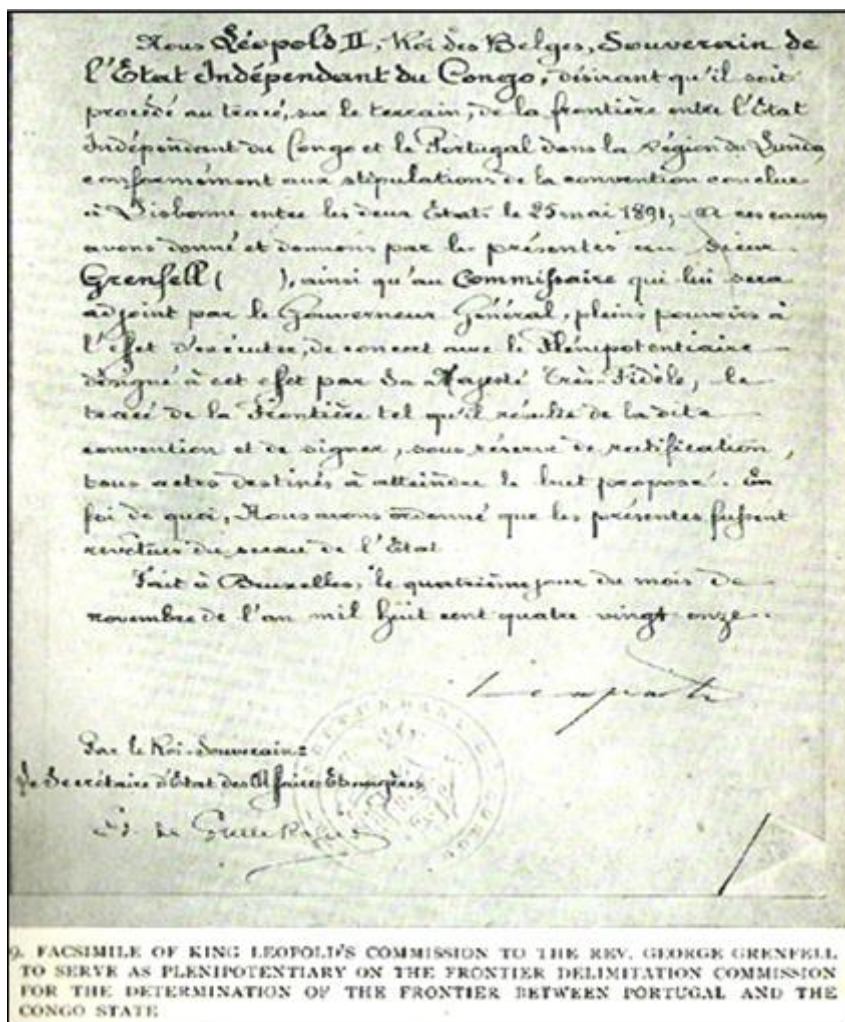 Nous Léopold II, Roi des Belges, Souverain de
l'Etat Indépendant du Congo, désirant qu'il soit
procédé au tracé, sur le terrain, de la frontière entre l'Etat
Indépendant du Congo et le Portugal dans la région du Lunda,
conformément aux stipulations de la convention conclue
à Lisbonne entre les deux Etats le 25 mai 1891, à ces causes
avons donné et donnons par les présentes au Sieur
Grenfell ( ), ainsi qu'au Commissaire qui lui sera
adjoint par le Gouverneur Général, pleins pouvoirs à
l'effet d'exécuter, de concert avec le Plénipotentiaire
désigné à cet effet par Sa Majesté Très-Fidèle, le
tracé de la Frontière tel qu'il résulte de la dite
convention et de signer, sous réserve de ratification,
tous actes destinés à atteindre le but proposé. En
foi de quoi, Nous avons ordonné que les présentes fussent
revêtues du sceau de l'Etat.
Fait à Bruxelles, le quatrième jour du mois de
novembre de l'an mil huit cent quatre vingt onze.
Par le Roi-Souverain:
Le Secrétaire d'Etat des Affaires Etrangères
9. FACSIMILE OF KING LEOPOLD'S COMMISSION TO THE REV. GEORGE GRENFELL
TO SERVE AS PLENIPOTENTIARY ON THE FRONTIER DELIMITATION COMMISSION
FOR THE DETERMINATION OF THE FRONTIER BETWEEN PORTUGAL AND THE
CONGO STATE